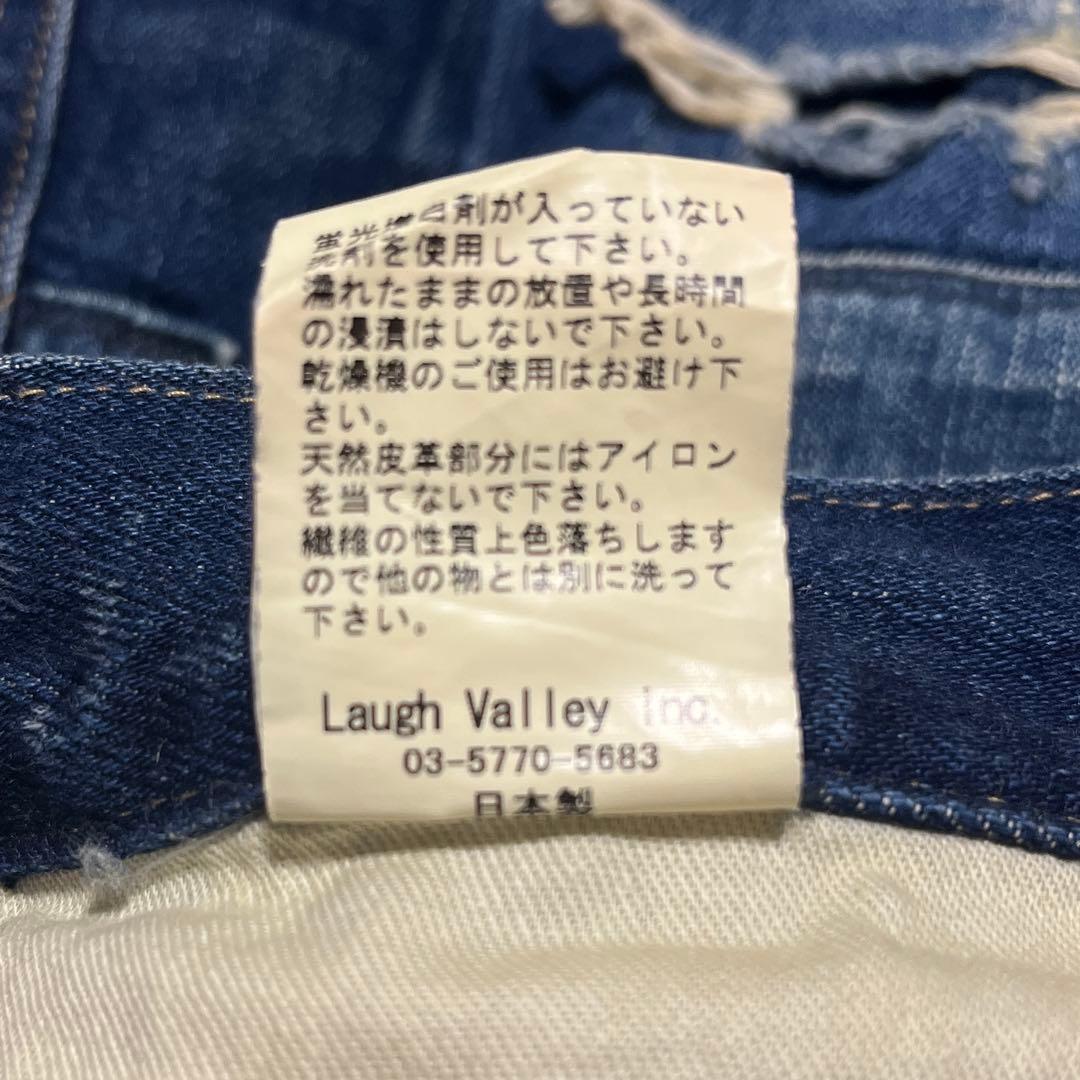 蛍光増白剤が入っていない
洗剤を使用して下さい。
濡れたままの放置や長時間
の浸漬はしないで下さい。
乾燥機のご使用はお避け下
さい。
天然皮革部分にはアイロン
を当てないで下さい。
繊維の性質上色落ちします
ので他の物とは別に洗って
下さい。
Laugh Valley Inc.
03-5770-5683
日本製